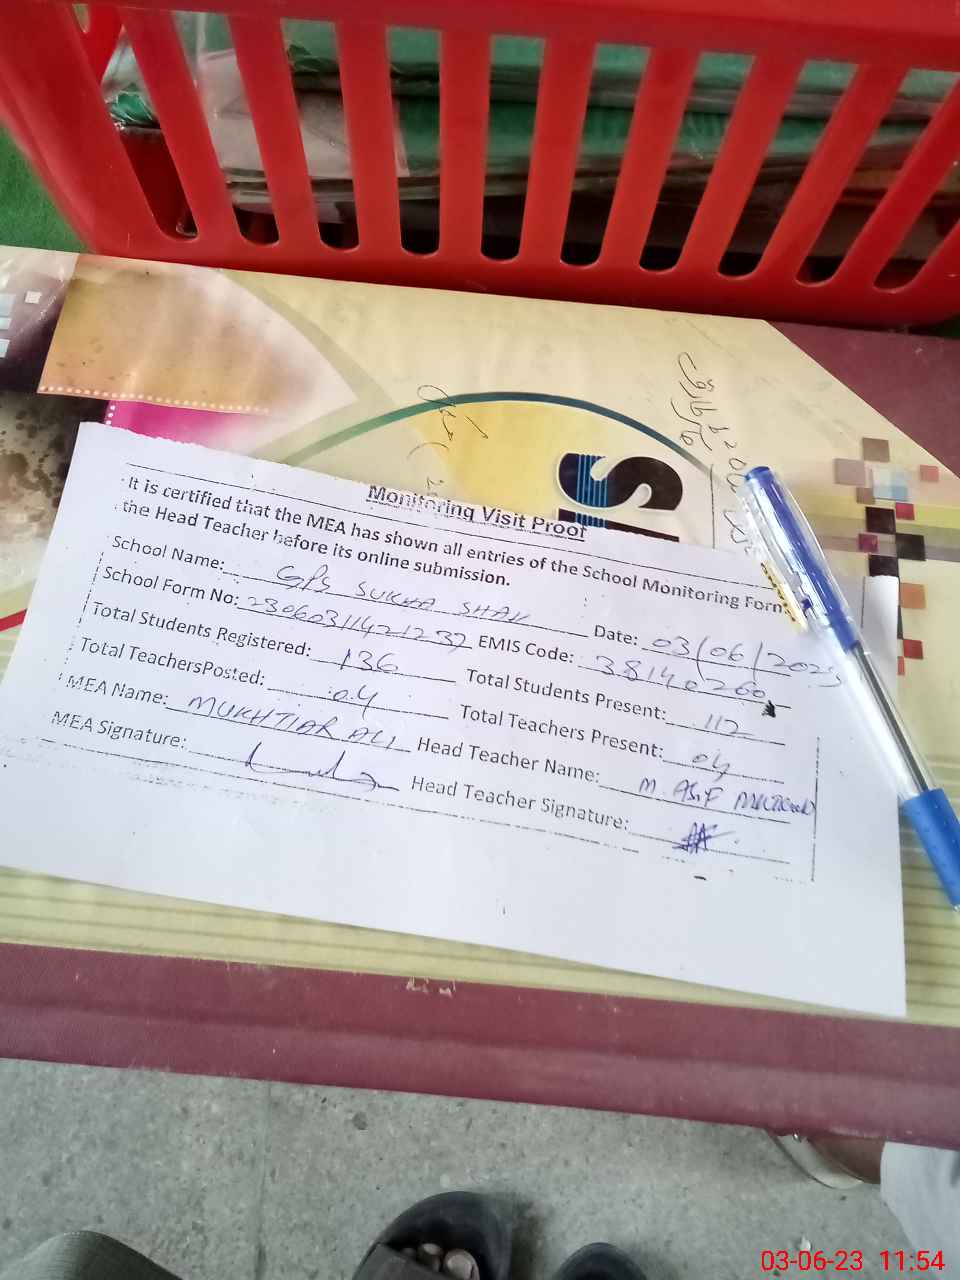 Monitoring Visit Proof
It is certified that the MEA has shown all entries of the School Monitoring Form
the Head Teacher before its online submission.
School Name: GPS SUKHA SHAH Date: 03/06/2023
School Form No: 23060311421237 EMIS Code: 38140260
Total Students Registered: 136 Total Students Present: 112
Total TeachersPosted: 04 Total Teachers Present: 04
MEA Name: MUKHTIAR ALI Head Teacher Name: M. ASIF
MEA Signature: Head Teacher Signature:
03-06-23 11:54